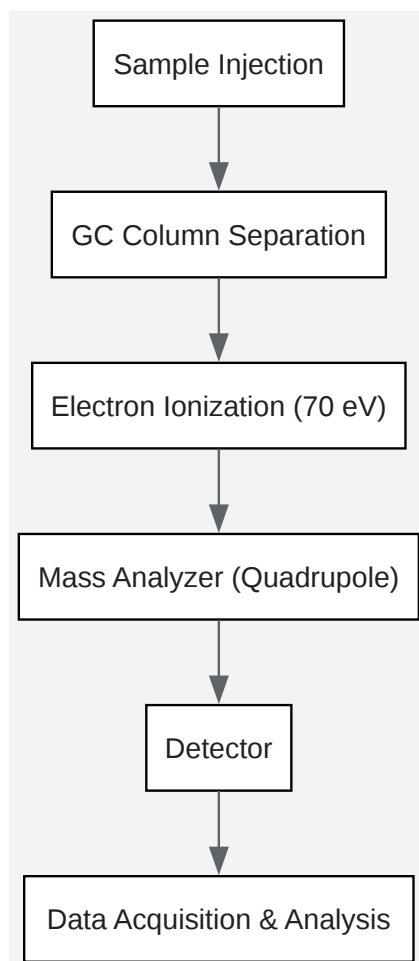 Sample Injection
GC Column Separation
Electron Ionization (70 eV)
Mass Analyzer (Quadrupole)
Detector
Data Acquisition & Analysis